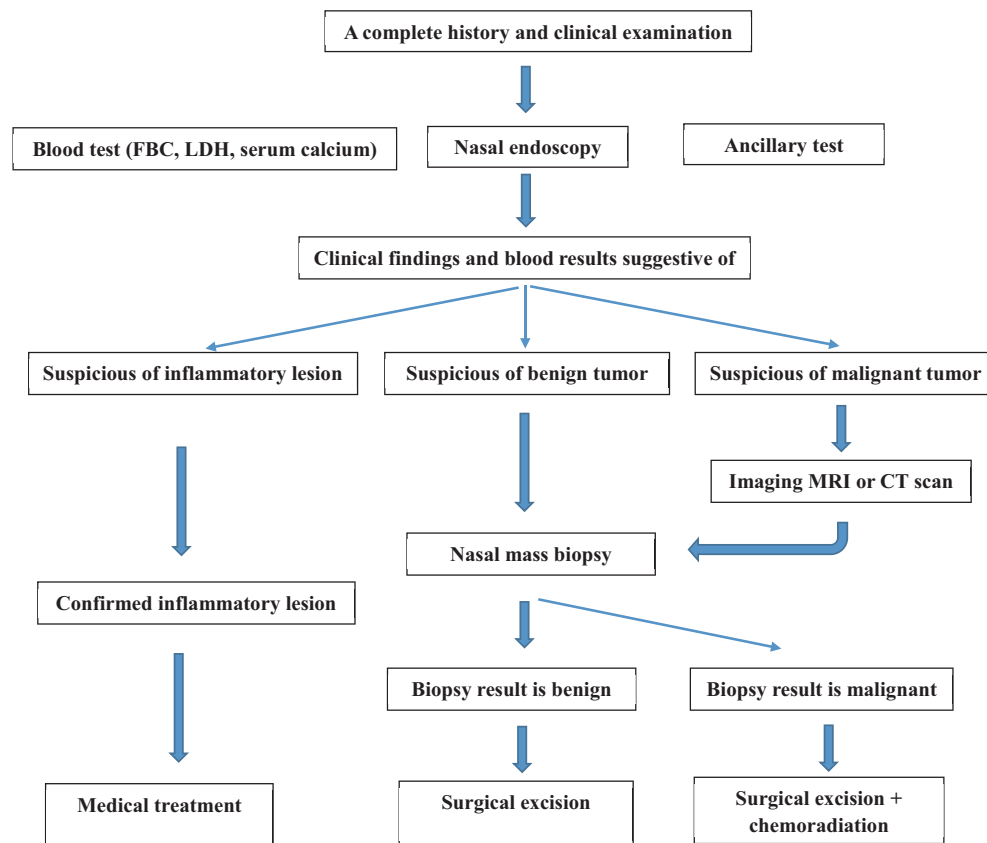 A complete history and clinical examination
Blood test (FBC, LDH, serum calcium)
Nasal endoscopy
Ancillary test
Clinical findings and blood results suggestive of
Suspicious of inflammatory lesion
Suspicious of benign tumor
Suspicious of malignant tumor
Imaging MRI or CT scan
Nasal mass biopsy
Confirmed inflammatory lesion
Biopsy result is benign
Biopsy result is malignant
Medical treatment
Surgical excision
Surgical excision +
chemoradiation